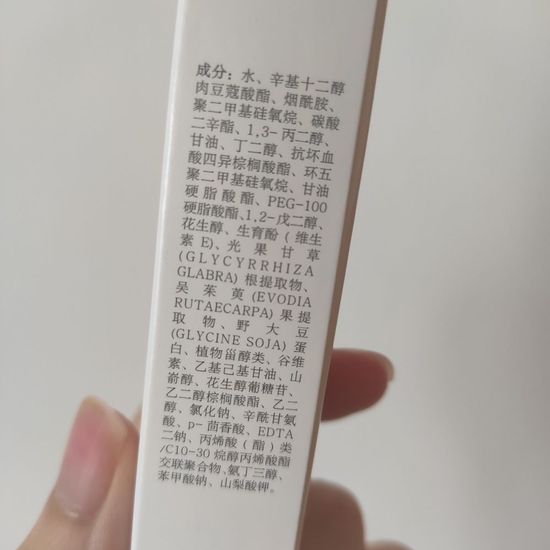 成分：水、辛基十二醇
肉豆蔻酸酯、烟酰胺、
聚二甲基硅氧烷、碳酸
二辛酯、1,3-丙二醇、
甘油、丁二醇、抗坏血
酸四异棕榈酸酯、环五
聚二甲基硅氧烷、甘油
硬脂酸酯、PEG-100
硬脂酸酯、1,2-戊二醇、
花生醇、生育酚（维生
素E)、光果甘草
(GLYCYRRHIZA
GLABRA) 根提取物、
吴茱萸(EVODIA
RUTAECARPA) 果提
取物、野大豆
(GLYCINE SOJA) 蛋
白、植物甾醇类、谷维
素、乙基己基甘油、山
嵛醇、花生醇葡糖苷、
乙二醇棕榈酸酯、乙二
醇、氯化钠、辛酰甘氨
酸、p-茴香酸、EDTA
二钠、丙烯酸（酯）类
/C10-30 烷醇丙烯酸酯
交联聚合物、氨丁三醇、
苯甲酸钠、山梨酸钾。